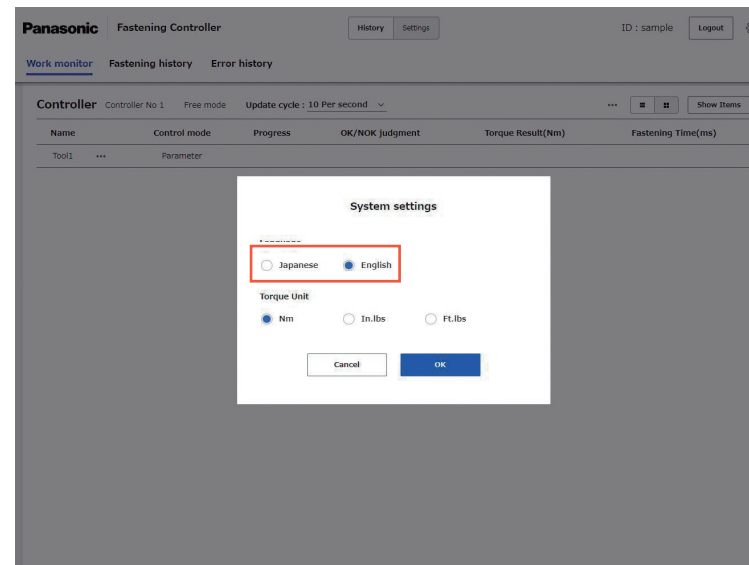 Panasonic Fastening Controller History Settings ID : sample Logout
Work monitor Fastening history Error history
Controller Controller No 1 Free mode Update cycle : 10 Per second ••• Show Items
Name Control mode Progress OK/NOK judgment Torque Result(Nm) Fastening Time(ms)
Tool1 ••• Parameter
System settings
Japanese English
Torque Unit
Nm In.lbs Ft.lbs
Cancel OK